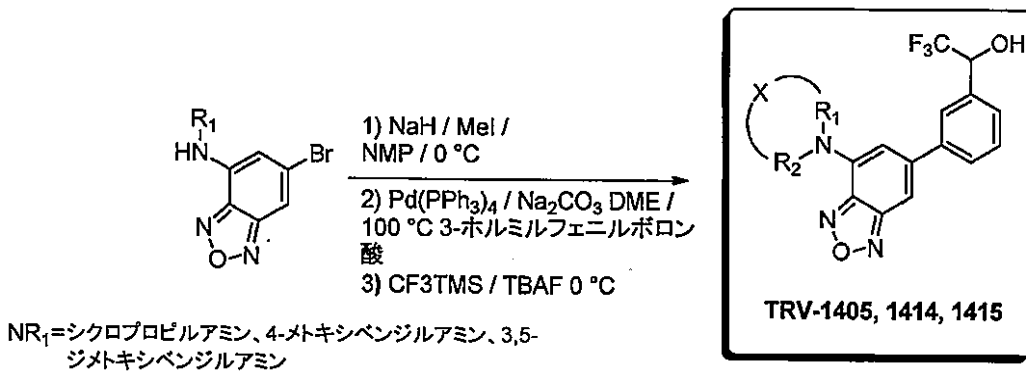 R1
HN
Br
N
O
N
1) NaH / MeI /
NMP / 0 °C
2) Pd(PPh3)4 / Na2CO3 DME /
100 °C 3-ホルミルフェニルボロン
酸
3) CF3TMS / TBAF 0 °C
F3C
OH
X
R1
N
R2
N
O
N
TRV-1405, 1414, 1415
NR1=シクロプロピルアミン、4-メトキシベンジルアミン、3,5-
ジメトキシベンジルアミン